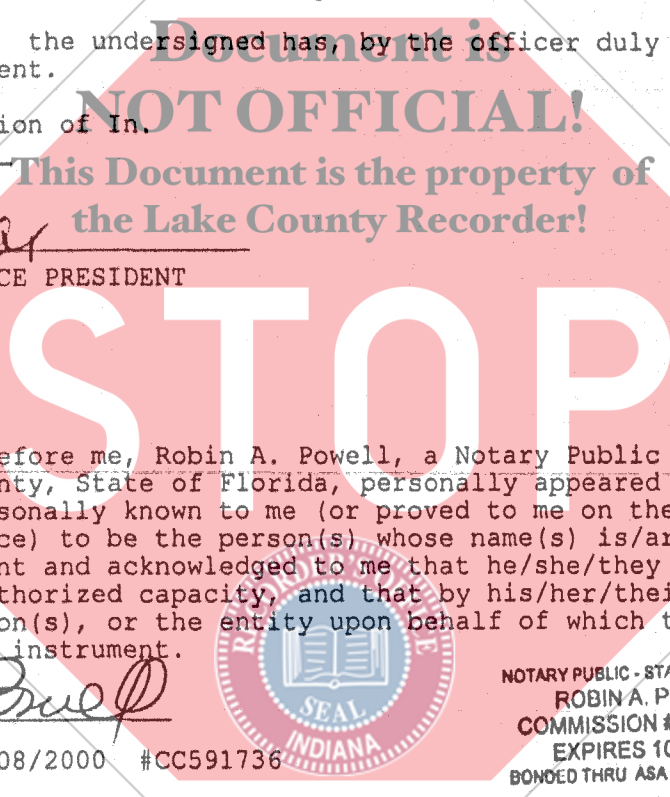 the undersigned has, by the officer duly
ent.
Document is
ion of In.
NOT OFFICIAL!
This Document is the property of
the Lake County Recorder!
CE PRESIDENT
STOP
efore me, Robin A. Powell, a Notary Public
nty, State of Florida, personally appeared
sonally known to me (or proved to me on the
ce) to be the person(s) whose name(s) is/ar
nt and acknowledged to me that he/she/they
thorized capacity, and that by his/her/thei
on(s), or the entity upon behalf of which t
instrument.
RECORDER'S OFFICE
SEAL
INDIANA
08/2000 #CC591736
NOTARY PUBLIC - STA
ROBIN A. P
COMMISSION #
EXPIRES 10
BONDED THRU ASA